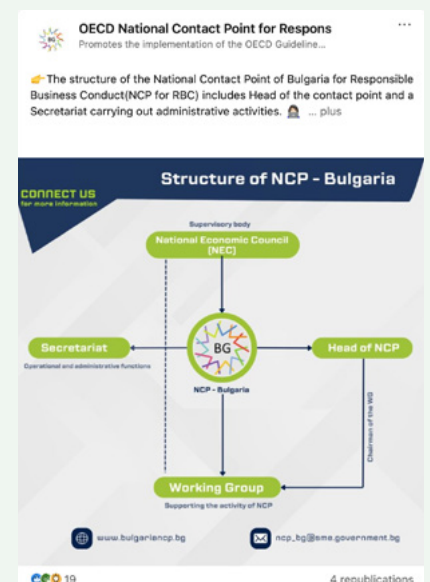 OECD National Contact Point for Respons
Promotes the implementation of the OECD Guideline...
The structure of the National Contact Point of Bulgaria for Responsible
Business Conduct(NCP for RBC) includes Head of the contact point and a
Secretariat carrying out administrative activities. ... plus
Structure of NCP - Bulgaria
CONNECT US
for more information
Supervisory body
National Economic Council
[NEC]
Secretariat
Operational and administrative functions
BG
NCP - Bulgaria
Head of NCP
Chairman of the WG
Working Group
Supporting the activity of NCP
www.bulgariancp.bg
ncp_bg@sme.government.bg
19
4 republications